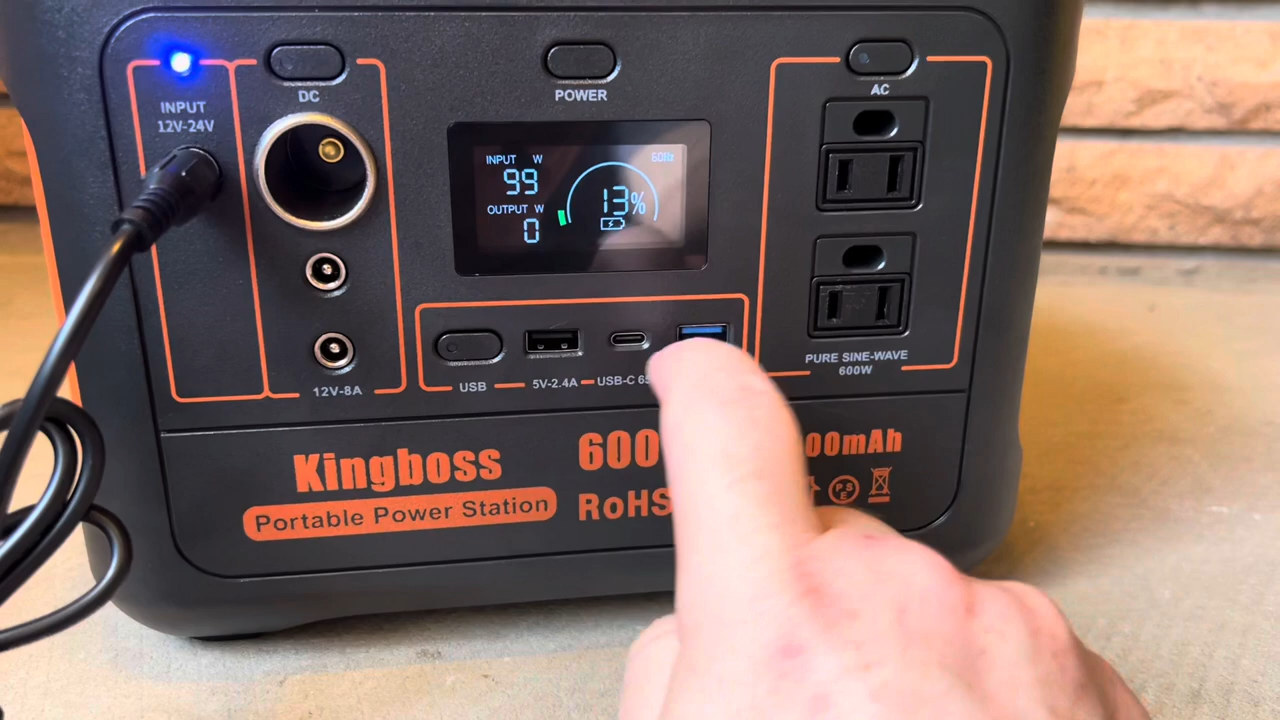 INPUT
12V-24V
DC
POWER
AC
INPUT W
99
OUTPUT W
0
60Hz
13%
12V-8A
USB
5V-2.4A
USB-C
PURE SINE-WAVE
600W
Kingboss
Portable Power Station
600
RoHS
PS
E